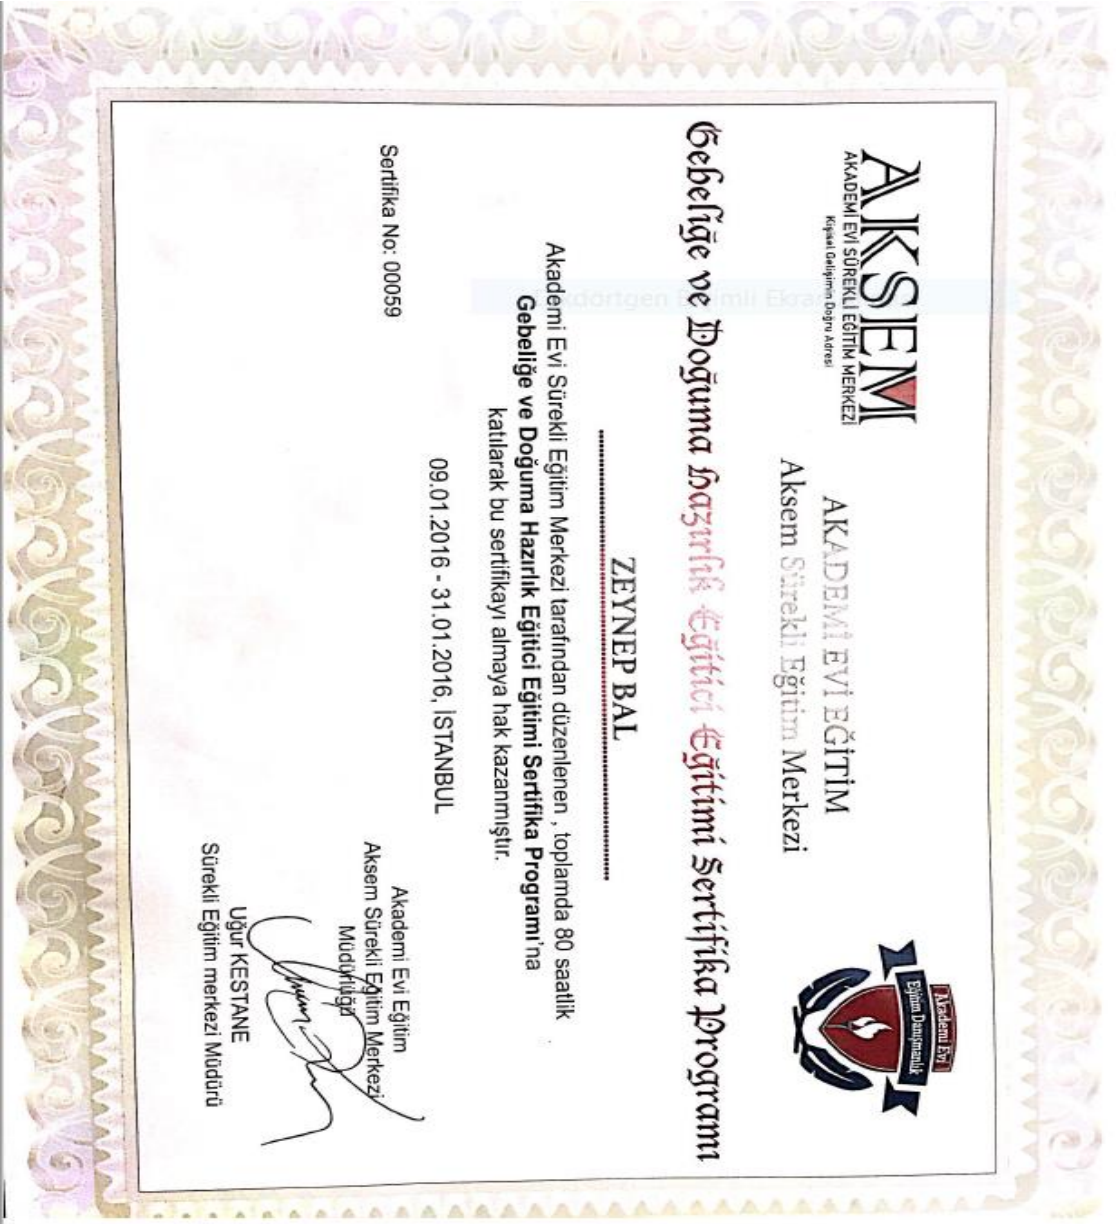 AKSEM
AKADEMİ EVİ SÜREKLİ EĞİTİM MERKEZİ
Kişisel Gelişimin Doğru Adresi
AKADEMİ EVİ EĞİTİM
Aksem Sürekli Eğitim Merkezi
Akademi Evi
Eğitim Danışmanlık
Gebeliğe ve Doğuma Hazırlık Eğitici Eğitimi Sertifika Programı
ZEYNEP BAL
Akademi Evi Sürekli Eğitim Merkezi tarafından düzenlenen , toplamda 80 saatlik
Gebeliğe ve Doğuma Hazırlık Eğitici Eğitimi Sertifika Programı'na
katılarak bu sertifikayı almaya hak kazanmıştır.
09.01.2016 - 31.01.2016, İSTANBUL
Sertifika No: 00059
Akademi Evi Eğitim
Aksem Sürekli Eğitim Merkezi
Müdürlüğü
Uğur KESTANE
Sürekli Eğitim merkezi Müdürü